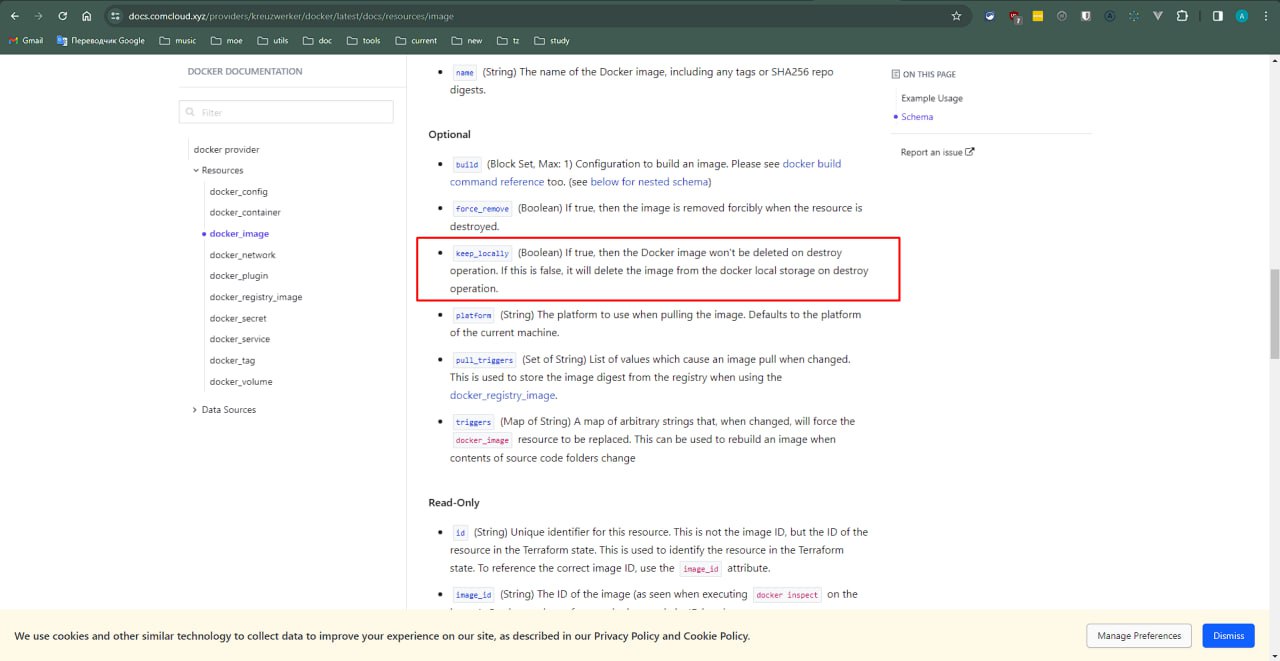 docs.comcloud.xyz/providers/kreuzwerker/docker/latest/docs/resources/image
Gmail
Переводчик Google
music
moe
utils
doc
tools
current
new
tz
study
DOCKER DOCUMENTATION
Filter
docker provider
Resources
docker_config
docker_container
docker_image
docker_network
docker_plugin
docker_registry_image
docker_secret
docker_service
docker_tag
docker_volume
Data Sources
name (String) The name of the Docker image, including any tags or SHA256 repo
digests.
Optional
build (Block Set, Max: 1) Configuration to build an image. Please see docker build
command reference too. (see below for nested schema)
force_remove (Boolean) If true, then the image is removed forcibly when the resource is
destroyed.
keep_locally (Boolean) If true, then the Docker image won't be deleted on destroy
operation. If this is false, it will delete the image from the docker local storage on destroy
operation.
platform (String) The platform to use when pulling the image. Defaults to the platform
of the current machine.
pull_triggers (Set of String) List of values which cause an image pull when changed.
This is used to store the image digest from the registry when using the
docker_registry_image.
triggers (Map of String) A map of arbitrary strings that, when changed, will force the
docker_image resource to be replaced. This can be used to rebuild an image when
contents of source code folders change
Read-Only
id (String) Unique identifier for this resource. This is not the image ID, but the ID of the
resource in the Terraform state. This is used to identify the resource in the Terraform
state. To reference the correct image ID, use the image_id attribute.
image_id (String) The ID of the image (as seen when executing docker inspect on the
ON THIS PAGE
Example Usage
Schema
Report an issue
We use cookies and other similar technology to collect data to improve your experience on our site, as described in our Privacy Policy and Cookie Policy.
Manage Preferences
Dismiss